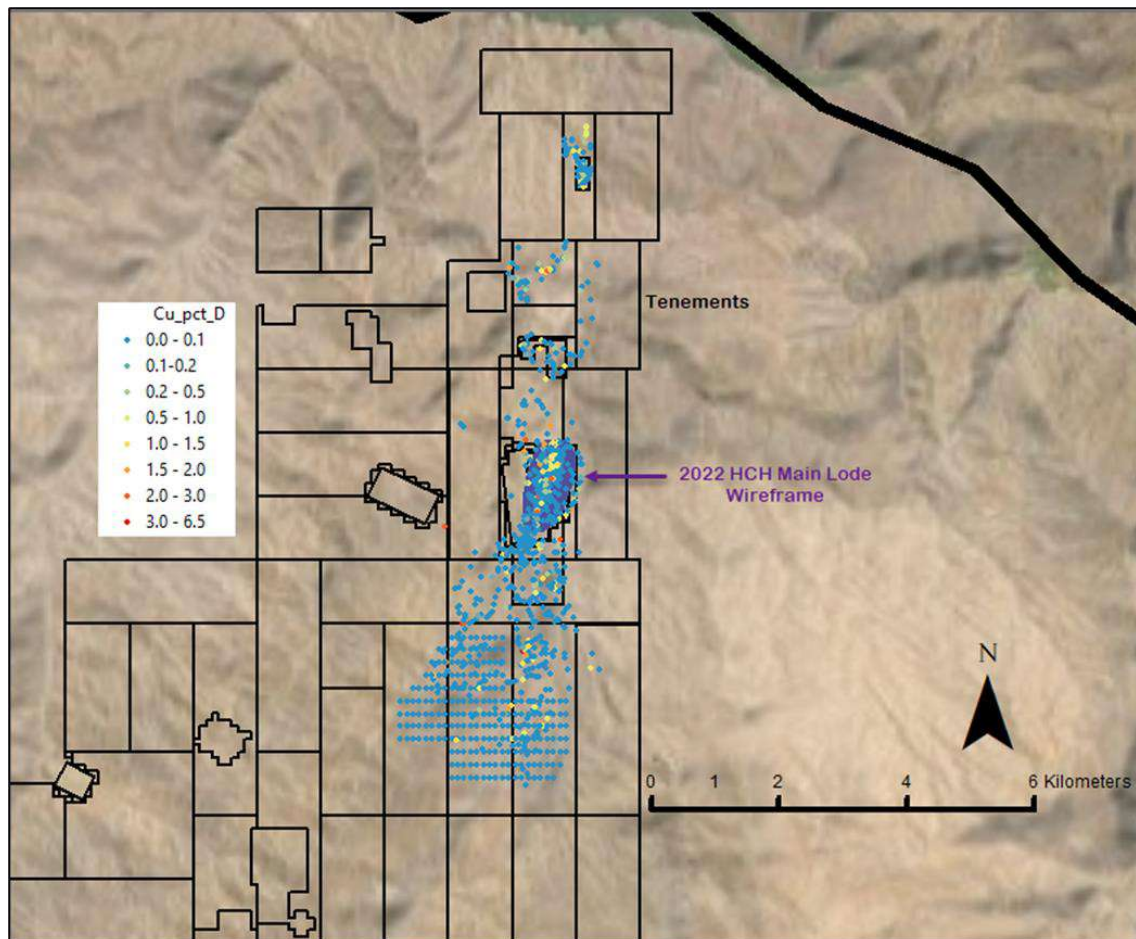 Tenements
Cu_pct_D
0.0 - 0.1
0.1-0.2
0.2 - 0.5
0.5 - 1.0
1.0 - 1.5
1.5 - 2.0
2.0 - 3.0
3.0 - 6.5
2022 HCH Main Lode
Wireframe
N
0 1 2 4 6 Kilometers